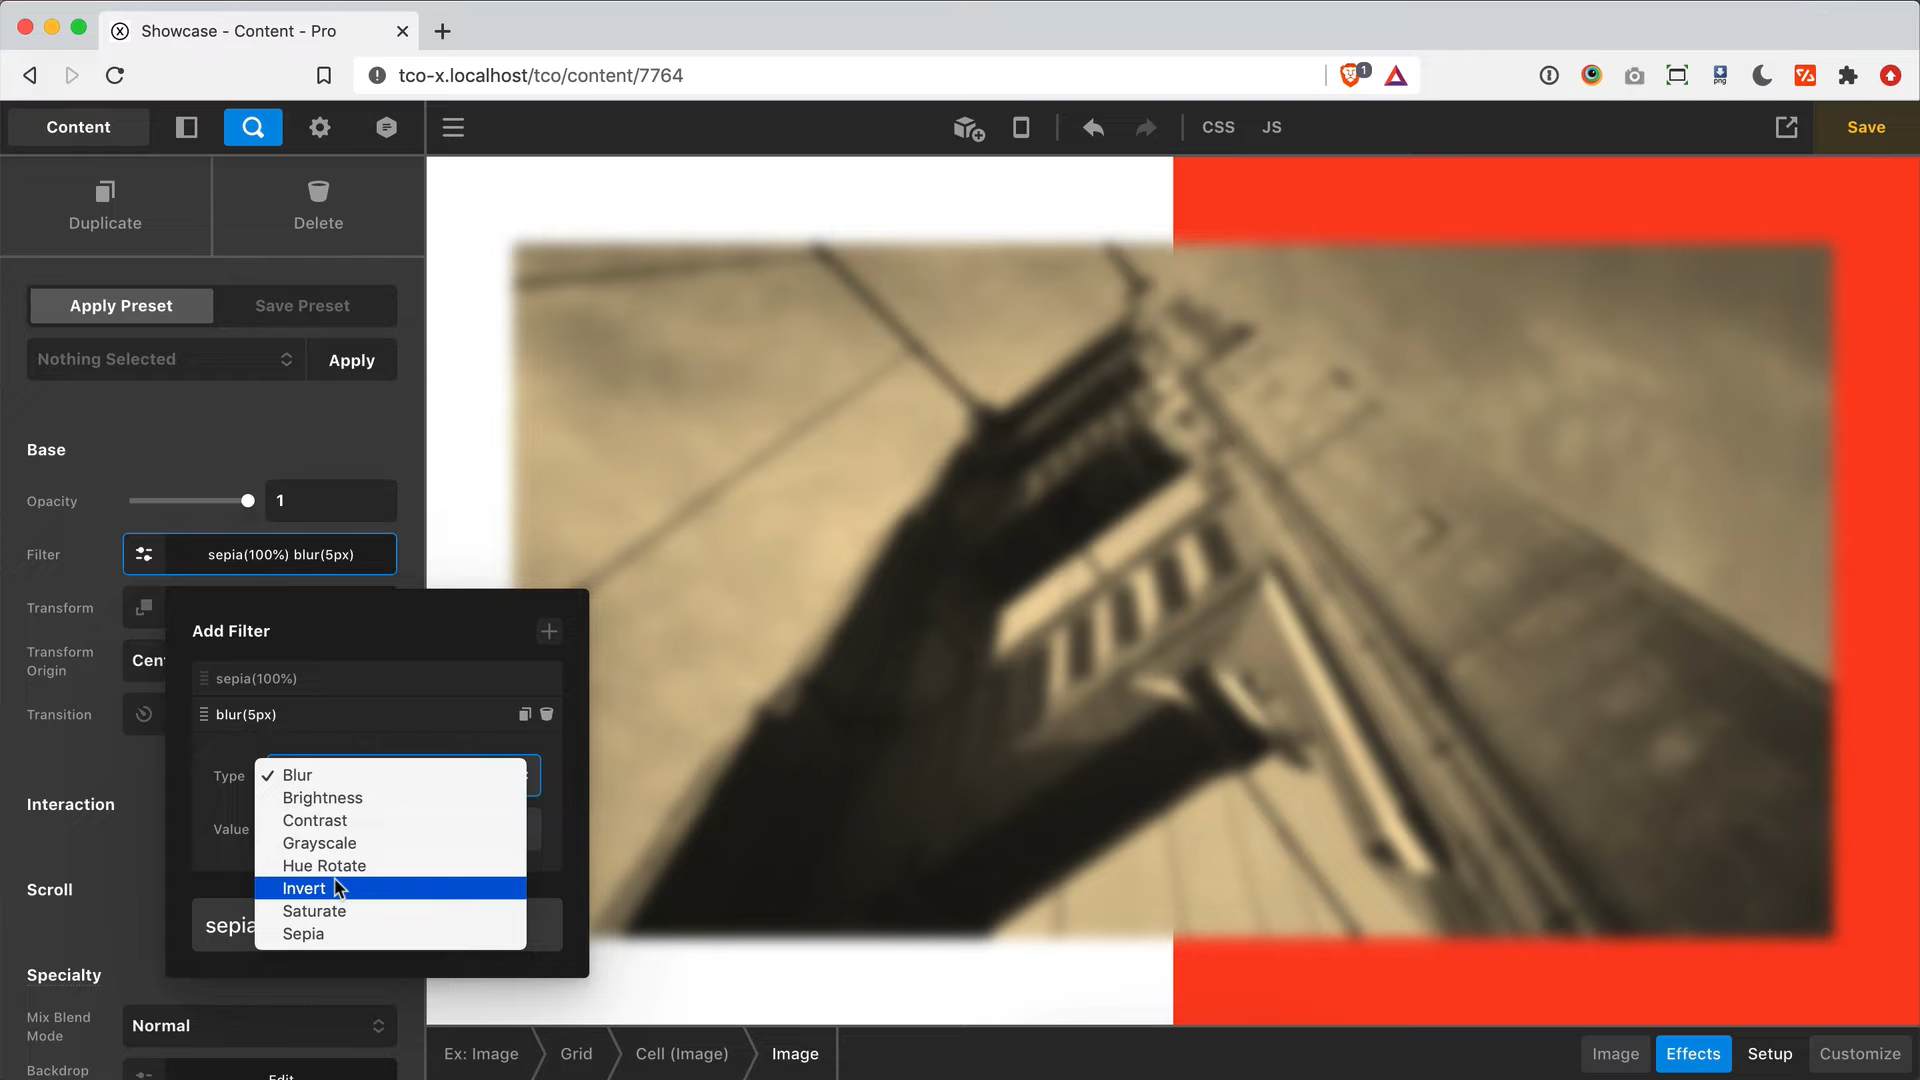 Showcase - Content - Pro
tco-x.localhost/tco/content/7764
1
png
Content
CSS
JS
Save
Duplicate
Delete
Apply Preset
Save Preset
Nothing Selected
Apply
Base
Opacity
1
Filter
sepia(100%) blur(5px)
Transform
Add Filter
Transform
Origin
Cent
sepia(100%)
Transition
blur(5px)
Type
Blur
Brightness
Interaction
Contrast
Value
Grayscale
Hue Rotate
Scroll
Invert
Saturate
sepia
Sepia
Specialty
Mix Blend
Mode
Normal
Ex: Image
Grid
Cell (Image)
Image
Image
Effects
Setup
Customize
Backdrop
Edit